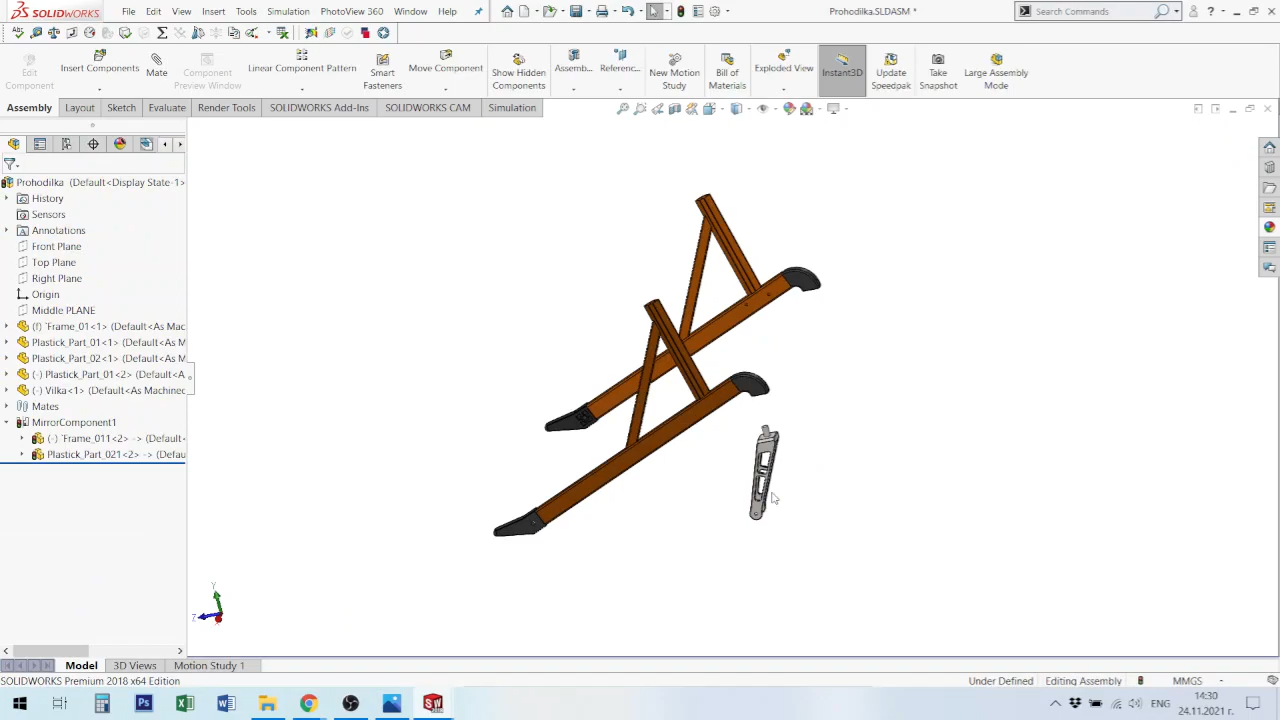 SOLIDWORKS
File Edit View Insert Tools Simulation PhotoView 360 Window Help
Prohodilka.SLDASM *
Search Commands
Edit Component
Insert Components
Mate
Component Preview Window
Linear Component Pattern
Smart Fasteners
Move Component
Show Hidden Components
Assemb...
Referenc...
New Motion Study
Bill of Materials
Exploded View
Instant3D
Update Speedpak
Take Snapshot
Large Assembly Mode
Assembly Layout Sketch Evaluate Render Tools SOLIDWORKS Add-Ins SOLIDWORKS CAM Simulation
Prohodilka (Default<Display State-1>
History
Sensors
Annotations
Front Plane
Top Plane
Right Plane
Origin
Middle PLANE
(f) `Frame_01<1> (Default<As Mac
Plastick_Part_01<1> (Default<As M
Plastick_Part_02<1> (Default<As M
(-) Plastick_Part_01<2> (Default<A
(-) Vilka<1> (Default<As Machined
Mates
MirrorComponent1
(-) `Frame_011<2> -> (Default<
Plastick_Part_021<2> -> (Defau
Y
Z
Model 3D Views Motion Study 1
SOLIDWORKS Premium 2018 x64 Edition
Under Defined Editing Assembly MMGS
ENG
14:30
24.11.2021 г.